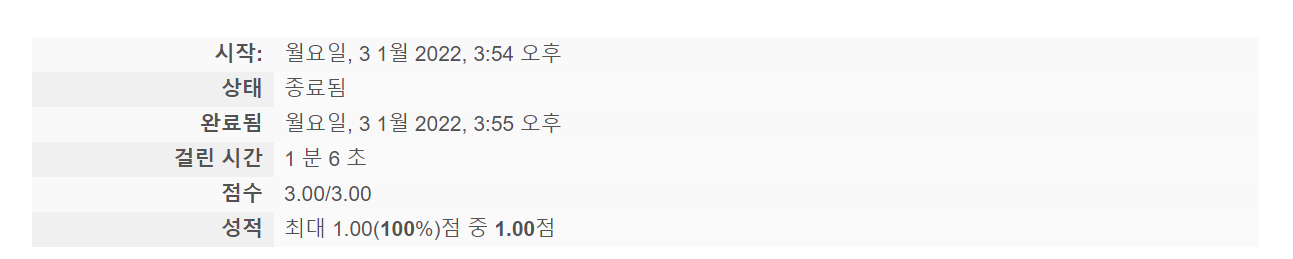 시작: 월요일, 3 1월 2022, 3:54 오후
상태 종료됨
완료됨 월요일, 3 1월 2022, 3:55 오후
걸린 시간 1 분 6 초
점수 3.00/3.00
성적 최대 1.00(100%)점 중 1.00점